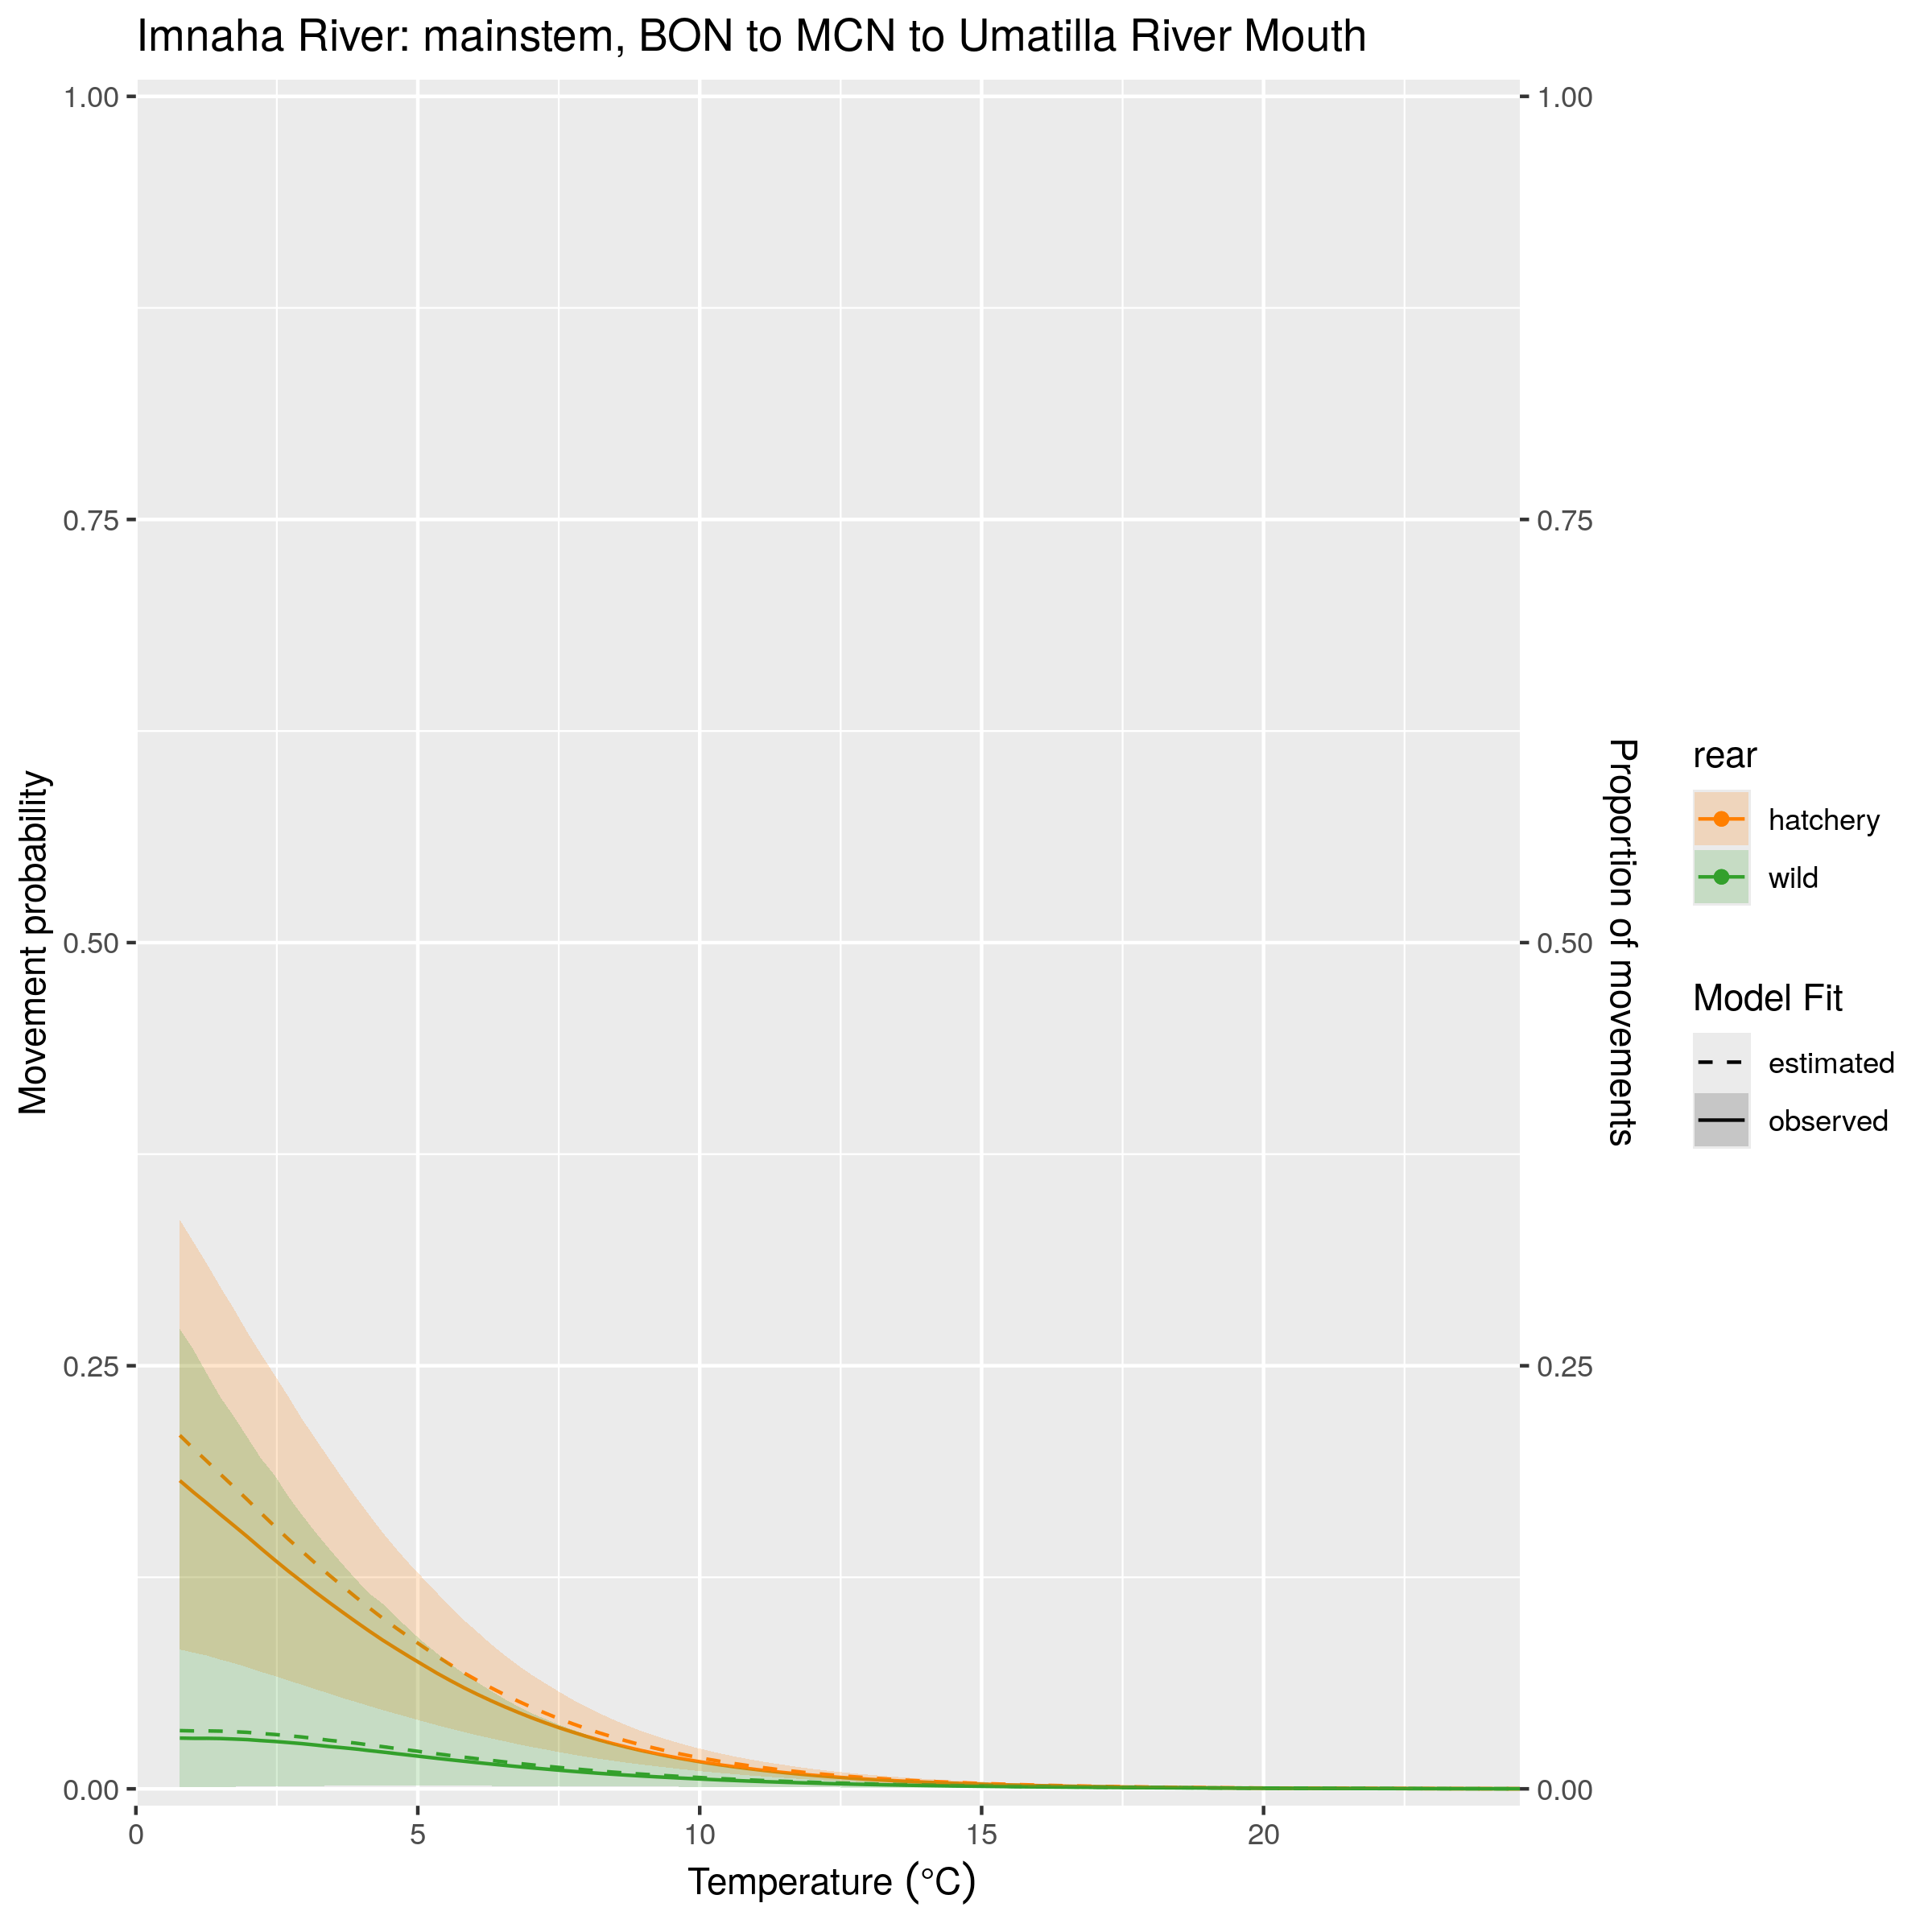 Imnaha River: mainstem, BON to MCN to Umatilla River Mouth
Movement probability
1.00
0.75
0.50
0.25
0.00
0
5
10
15
20
Temperature (°C)
1.00
0.75
0.50
0.25
0.00
Proportion of movements
rear
hatchery
wild
Model Fit
estimated
observed